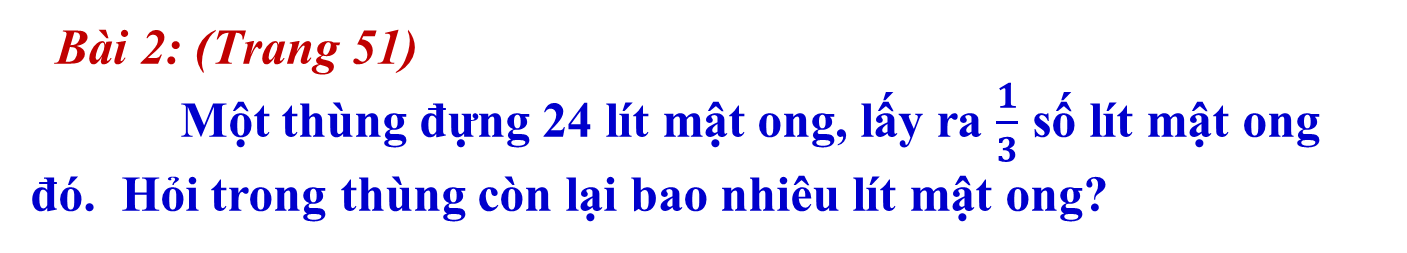 Bài 2: (Trang 51)
Một thùng đựng 24 lít mật ong, lấy ra 1/3 số lít mật ong
đó. Hỏi trong thùng còn lại bao nhiêu lít mật ong?